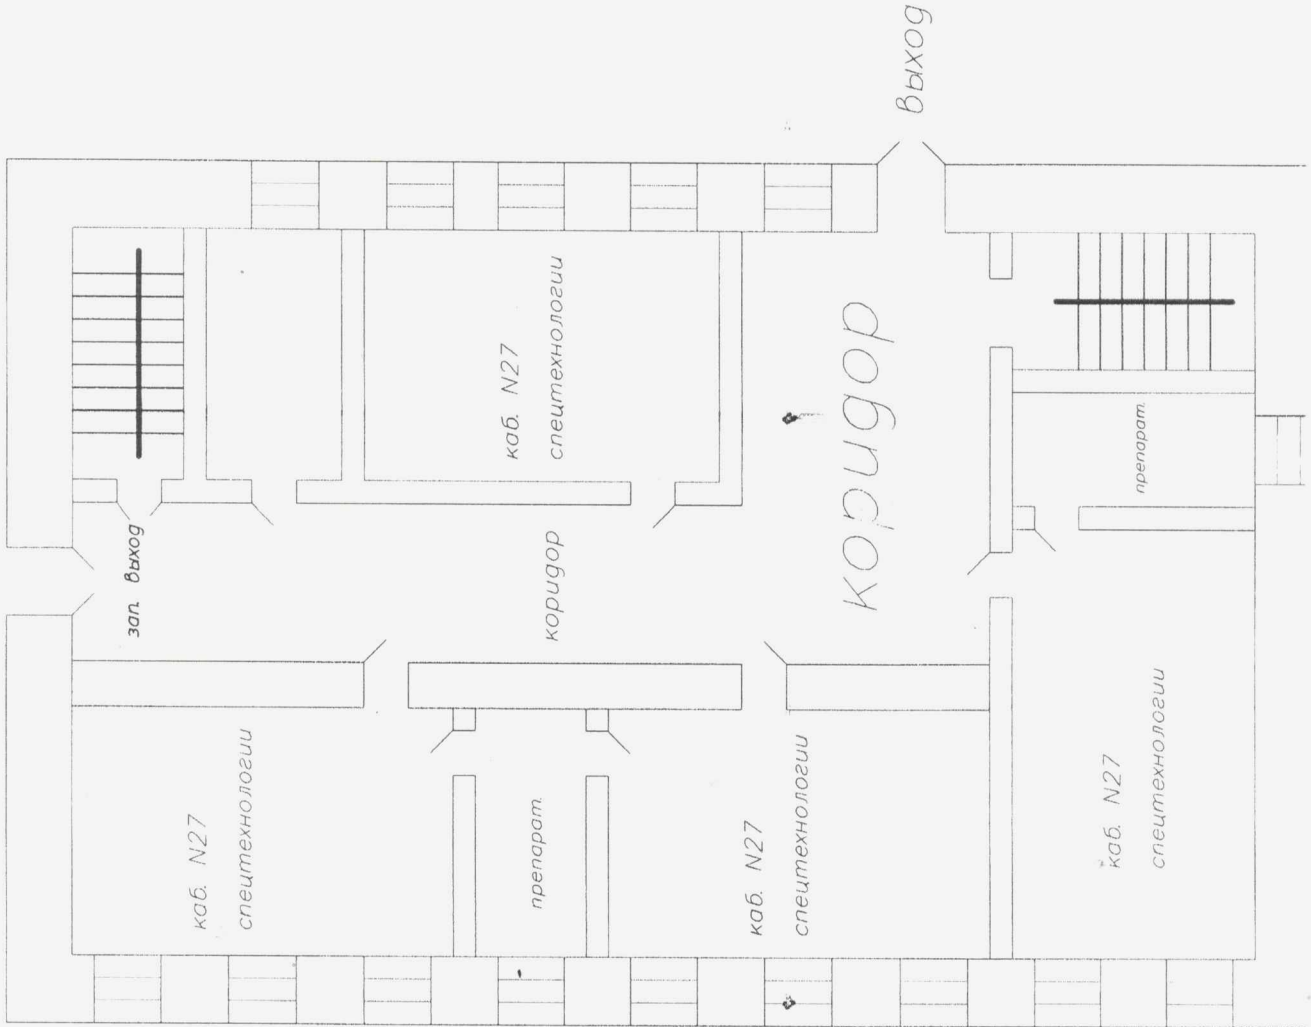 выход
каб. N27
спецтехнологии
коридор
препарат.
зап. выход
коридор
каб. N27
спецтехнологии
препарат.
каб. N27
спецтехнологии
каб. N27
спецтехнологии